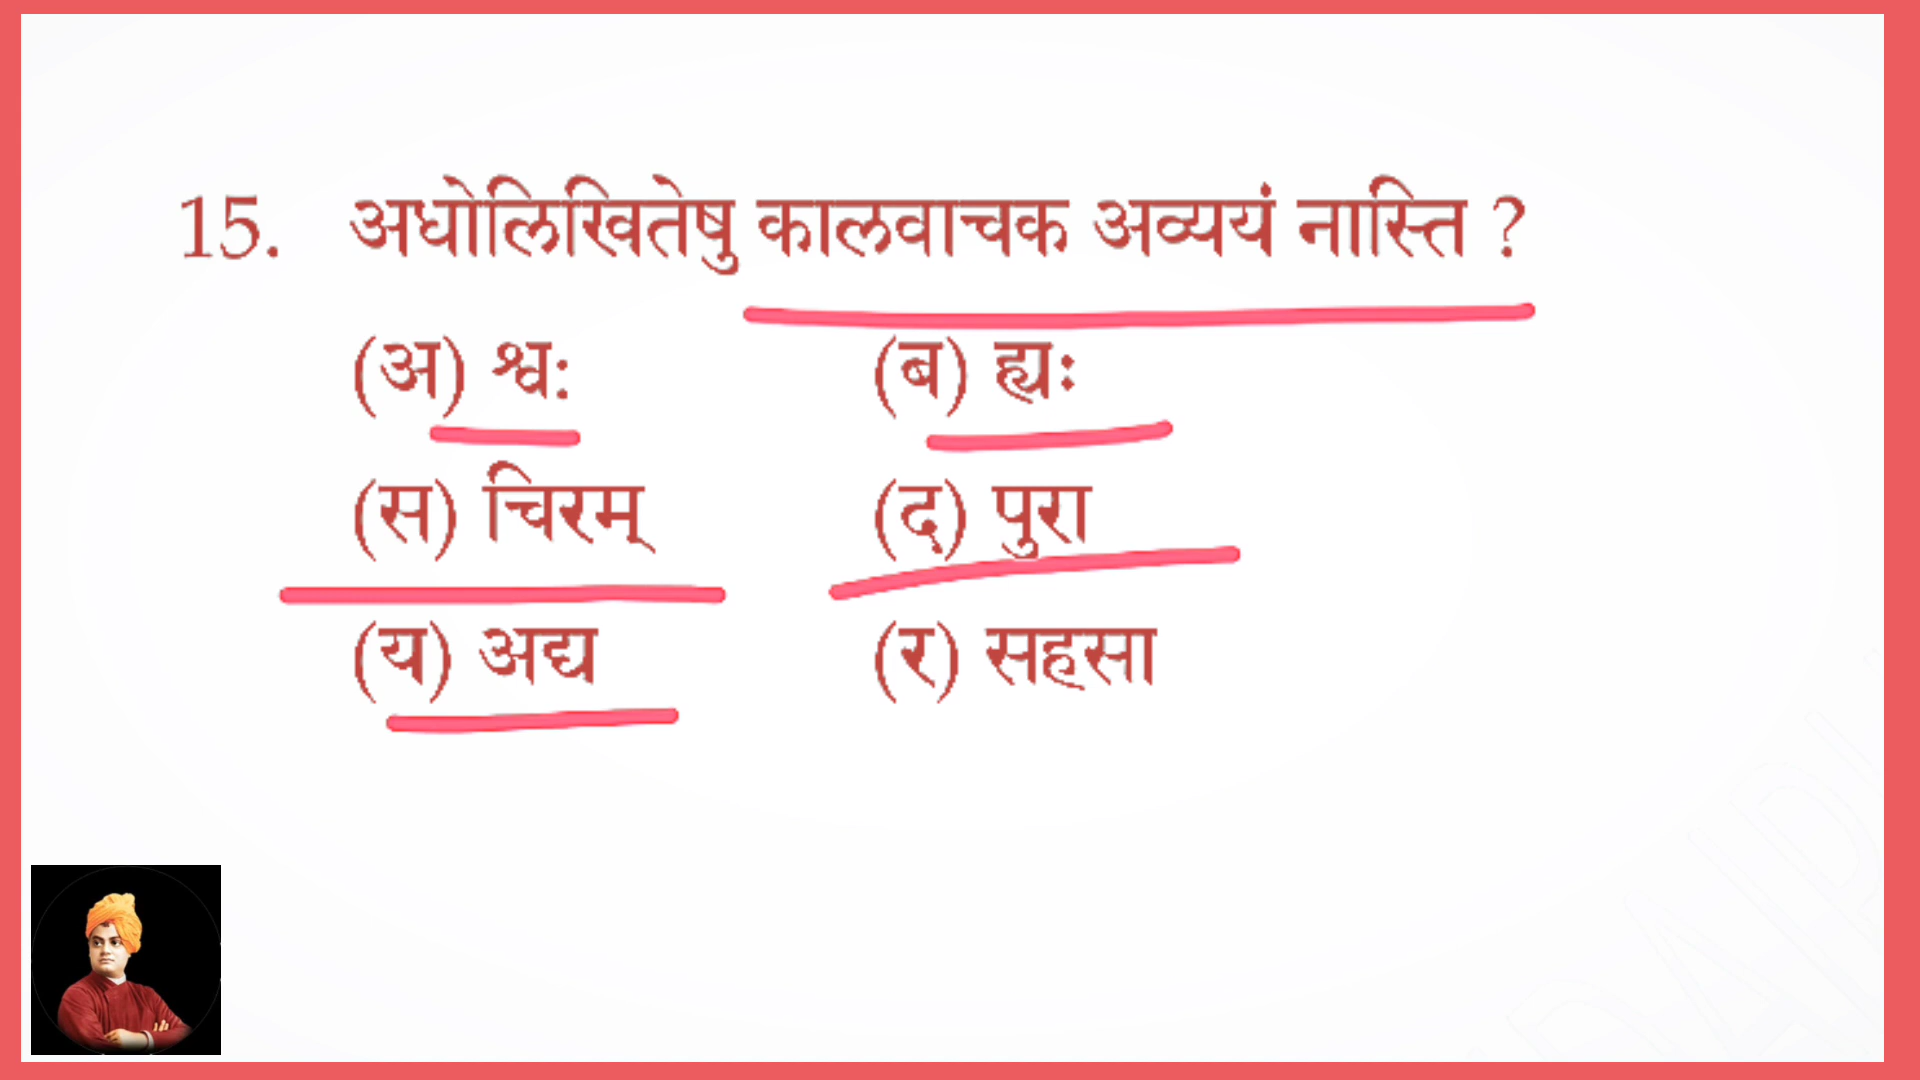 15. अधोलिखितेषु कालवाचक अव्ययं नास्ति ?
(अ) श्व: (ब) ह्यः
(स) चिरम् (द) पुरा
(य) अद्य (र) सहसा